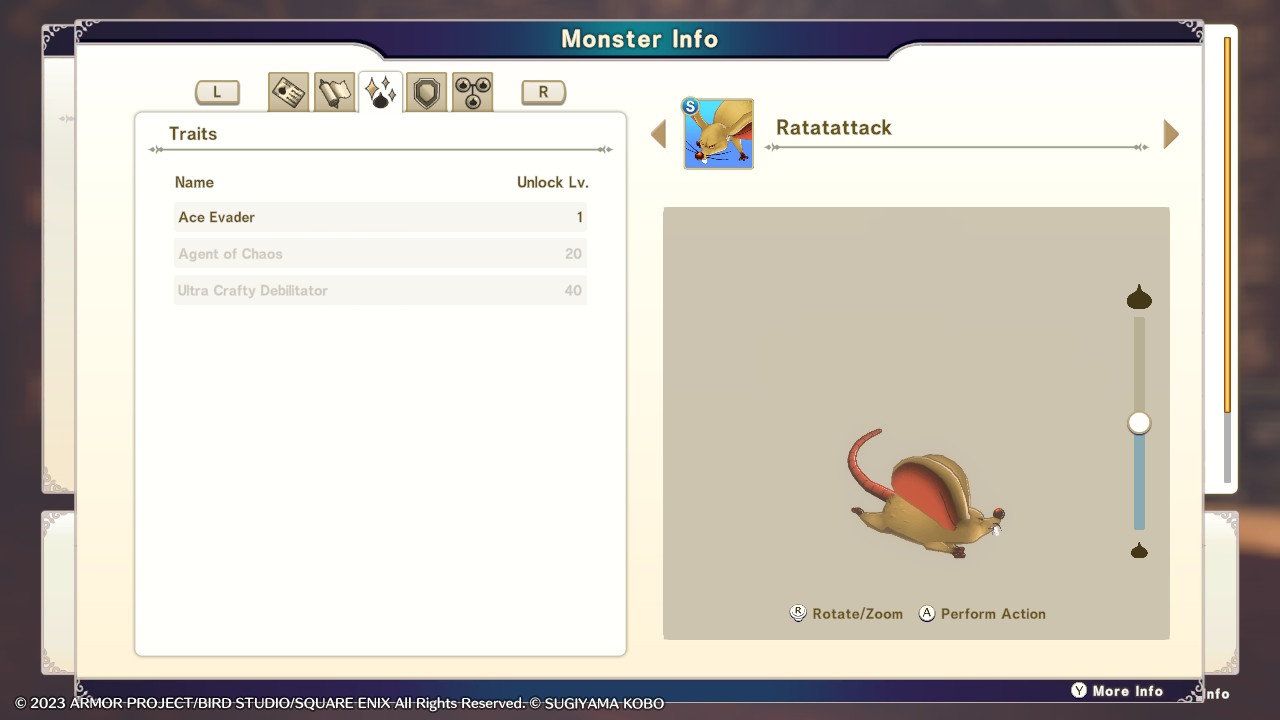 Monster Info
L
R
Traits
Name Unlock Lv.
Ace Evader 1
Agent of Chaos 20
Ultra Crafty Debilitator 40
S
Ratatattack
R Rotate/Zoom A Perform Action
Y More Info
Info
© 2023 ARMOR PROJECT/BIRD STUDIO/SQUARE ENIX All Rights Reserved. © SUGIYAMA KOBO